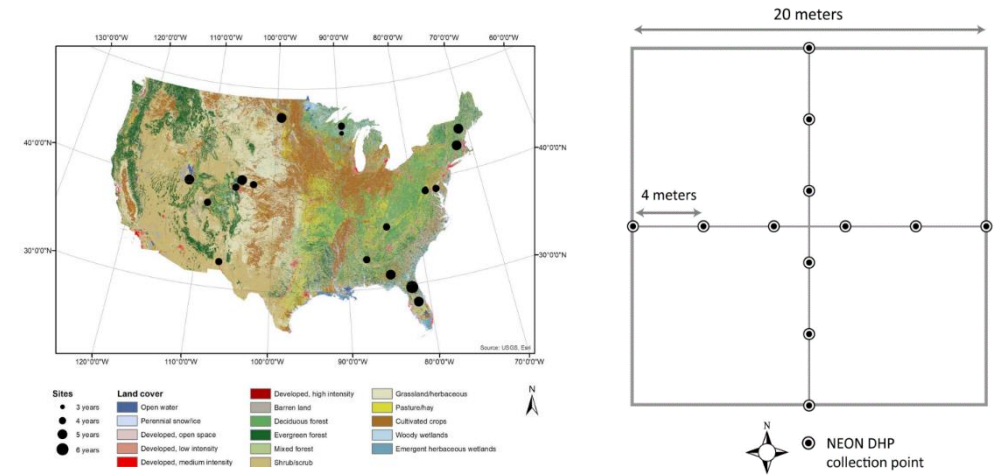 130°0'0"W 120°0'0"W 110°0'0"W 100°0'0"W 90°0'0"W 80°0'0"W 70°0'0"W 60°0'0"W
40°0'0"N
30°0'0"N
40°0'0"N
30°0'0"N
Source: USGS, Esri
120°0'0"W 110°0'0"W 100°0'0"W 90°0'0"W 80°0'0"W 70°0'0"W
Sites
3 years
4 years
5 years
6 years
Land cover
Open water
Perennial snow/ice
Developed, open space
Developed, low intensity
Developed, medium intensity
Developed, high intensity
Barren land
Deciduous forest
Evergreen forest
Mixed forest
Shrub/scrub
Grassland/herbaceous
Pasture/hay
Cultivated crops
Woody wetlands
Emergent herbaceous wetlands
N
20 meters
4 meters
N
NEON DHP
collection point